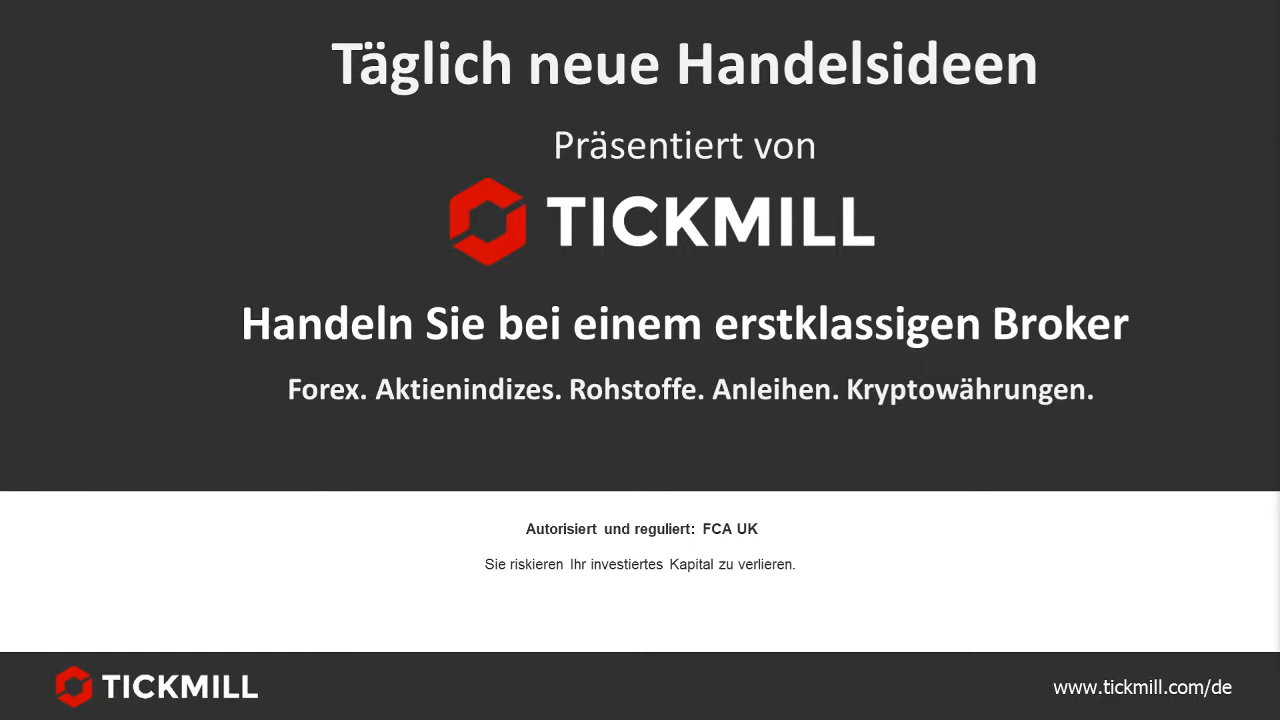 Täglich neue Handelsideen
Präsentiert von
TICKMILL
Handeln Sie bei einem erstklassigen Broker
Forex. Aktienindizes. Rohstoffe. Anleihen. Kryptowährungen.
Autorisiert und reguliert: FCA UK
Sie riskieren Ihr investiertes Kapital zu verlieren.
TICKMILL
www.tickmill.com/de